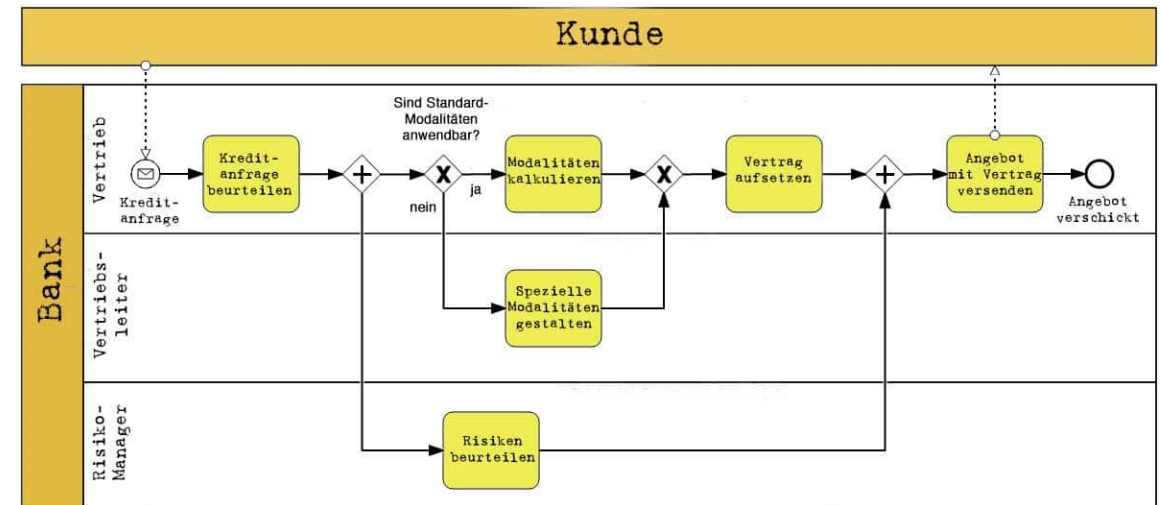 Kunde
Bank
Vertrieb
Kredit-
anfrage
Kredit-
anfrage
beurteilen
Sind Standard-
Modalitäten
anwendbar?
ja
nein
Modalitäten
kalkulieren
Vertrag
aufsetzen
Angebot
mit Vertrag
versenden
Angebot
verschickt
Vertriebs-
leiter
Spezielle
Modalitäten
gestalten
Risiko-
Manager
Risiken
beurteilen